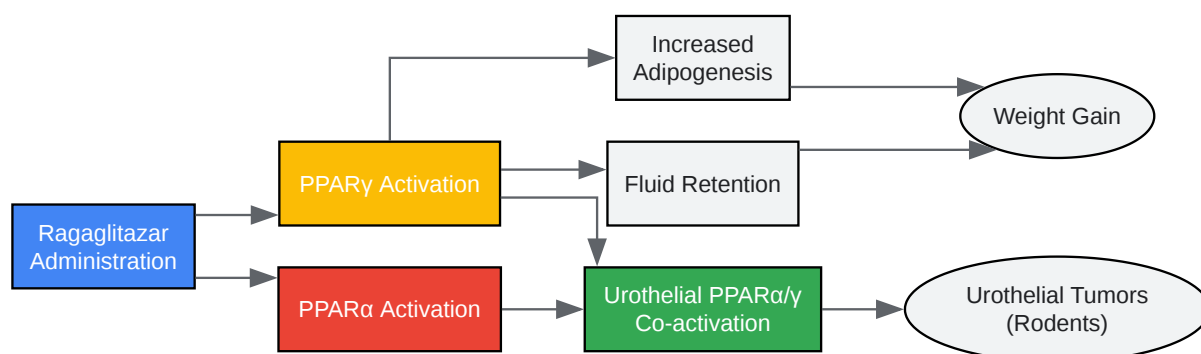 Increased
Adipogenesis
Weight Gain
PPARγ Activation
Fluid Retention
Ragaglitazar
Administration
PPARα Activation
Urothelial PPARα/γ
Co-activation
Urothelial Tumors
(Rodents)